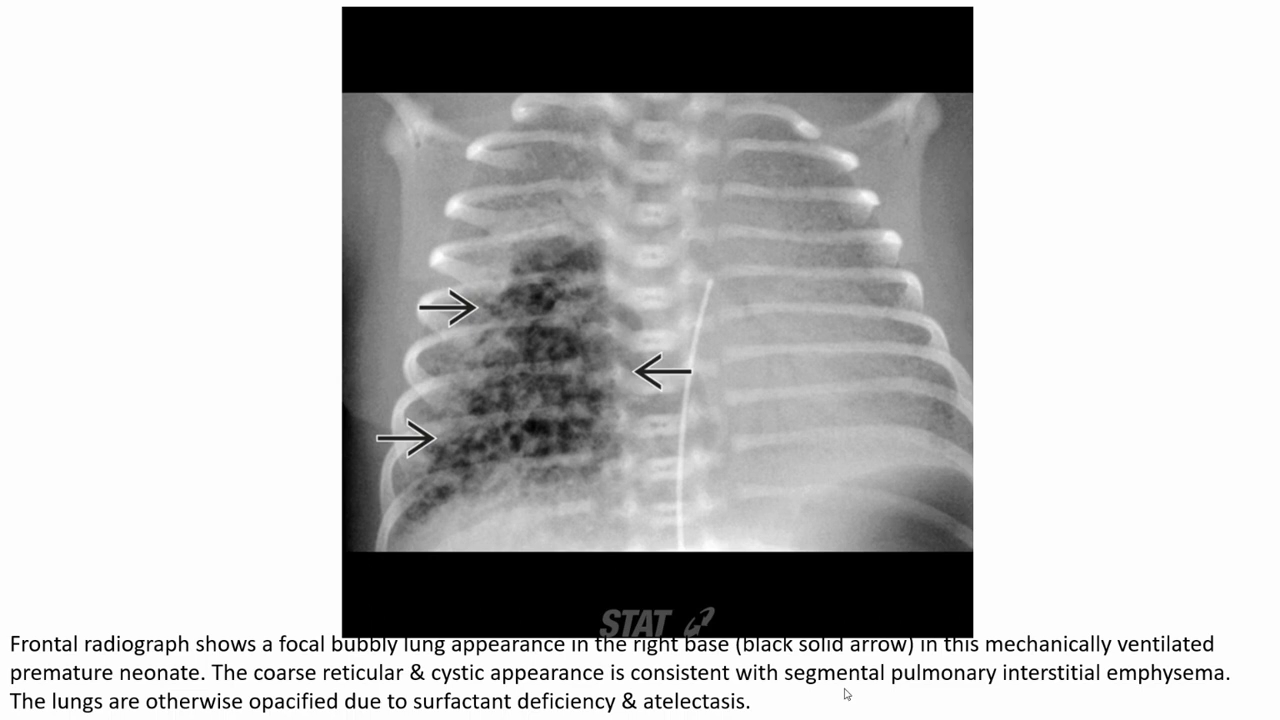 STAT
Frontal radiograph shows a focal bubbly lung appearance in the right base (black solid arrow) in this mechanically ventilated
premature neonate. The coarse reticular & cystic appearance is consistent with segmental pulmonary interstitial emphysema.
The lungs are otherwise opacified due to surfactant deficiency & atelectasis.